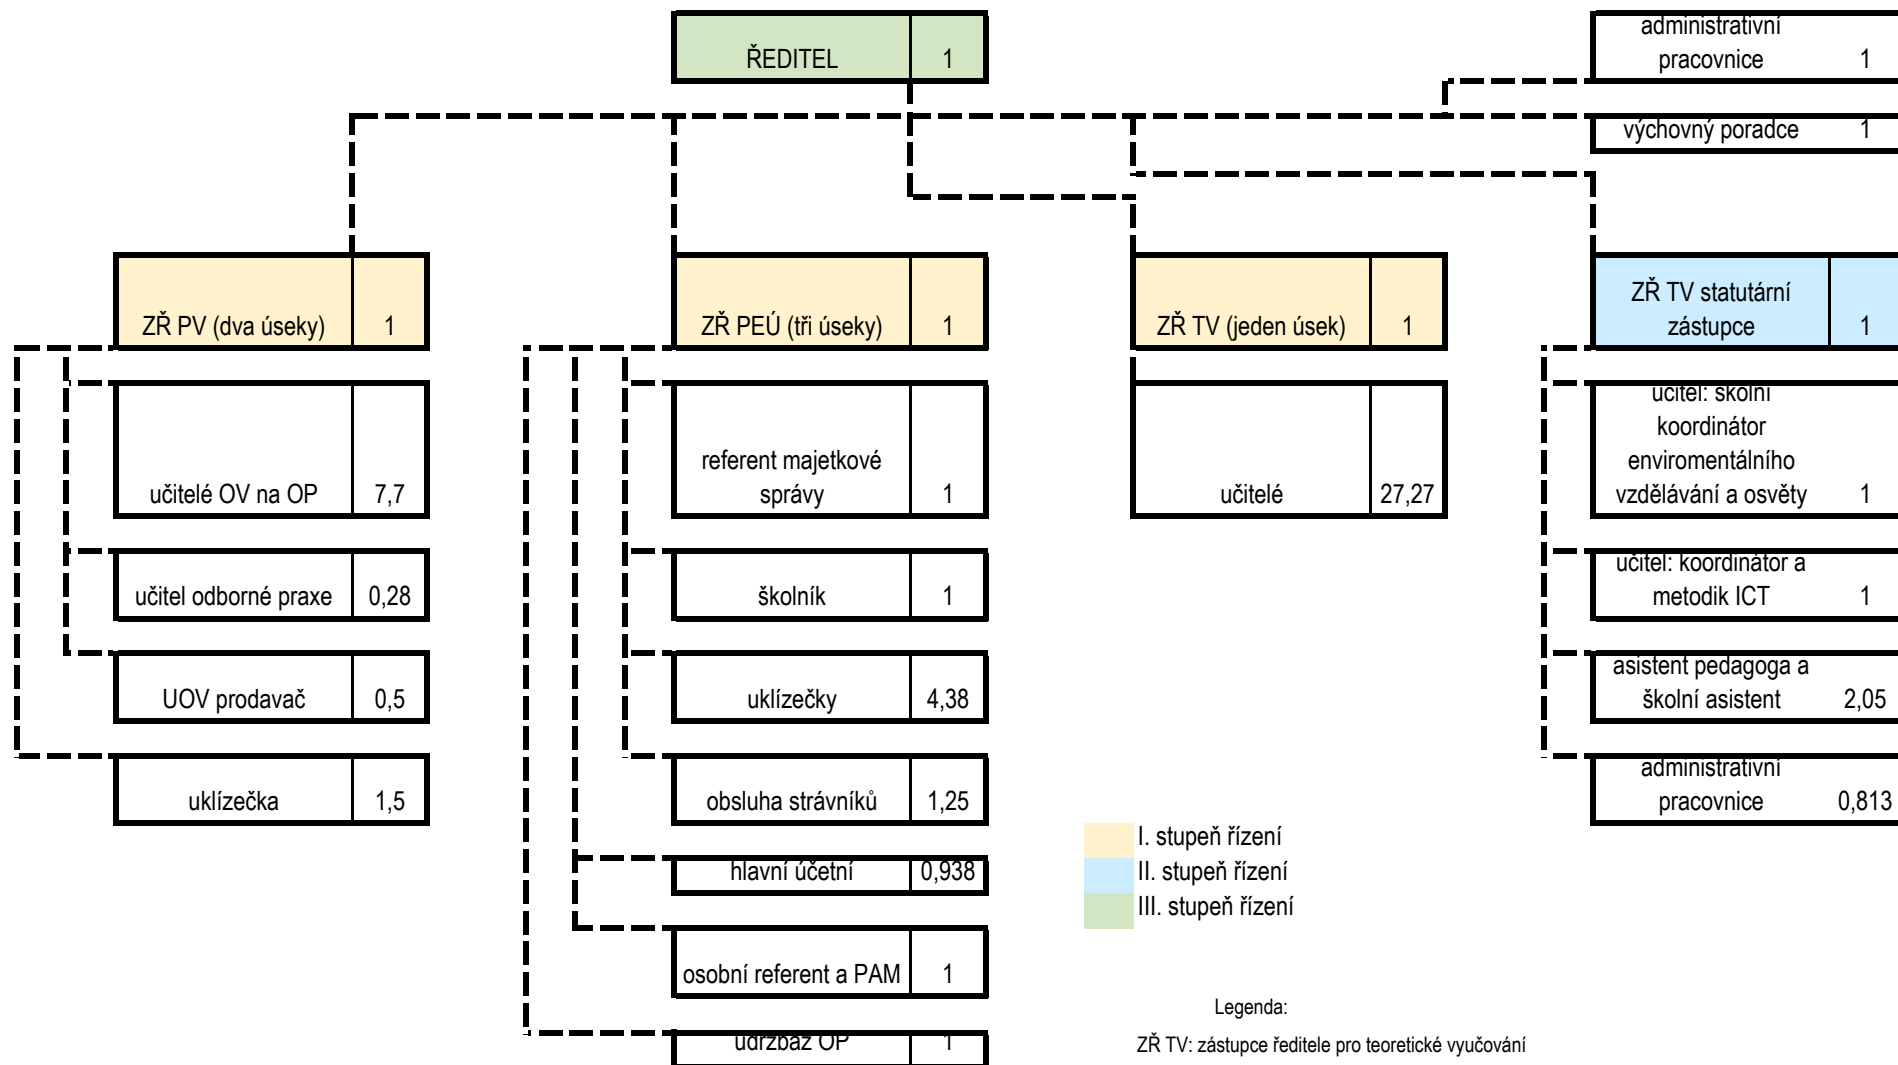 ŘEDITEL 1
administrativní
pracovnice 1
výchovný poradce 1
ZŘ PV (dva úseky) 1
ZŘ PEÚ (tři úseky) 1
ZŘ TV (jeden úsek) 1
ZŘ TV statutární
zástupce 1
učitelé OV na OP 7,7
referent majetkové
správy 1
učitelé 27,27
učitel: školní
koordinátor
enviromentálního
vzdělávání a osvěty 1
učitel odborné praxe 0,28
školník 1
učitel: koordinátor a
metodik ICT 1
UOV prodavač 0,5
uklízečky 4,38
asistent pedagoga a
školní asistent 2,05
uklízečka 1,5
obsluha strávníků 1,25
administrativní
pracovnice 0,813
hlavní účetní 0,938
osobní referent a PAM 1
údržbář OP 1
I. stupeň řízení
II. stupeň řízení
III. stupeň řízení
Legenda:
ZŘ TV: zástupce ředitele pro teoretické vyučování